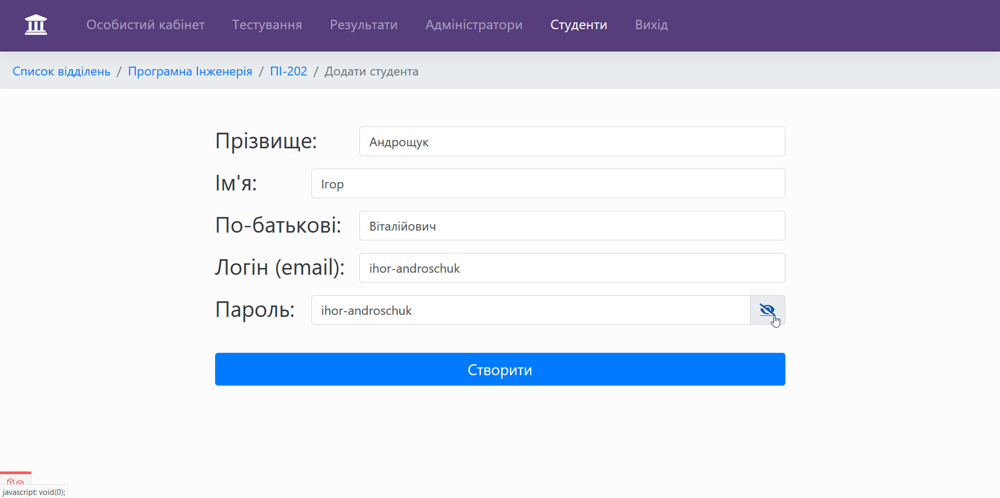 Особистий кабінет Тестування Результати Адміністратори Студенти Вихід
Список відділень / Програмна Інженерія / ПІ-202 / Додати студента
Прізвище: Андрощук
Ім'я: Ігор
По-батькові: Віталійович
Логін (email): ihor-androschuk
Пароль: ihor-androschuk
Створити
javascript: void(0);